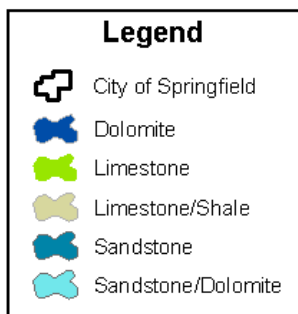 Legend
City of Springfield
Dolomite
Limestone
Limestone/Shale
Sandstone
Sandstone/Dolomite